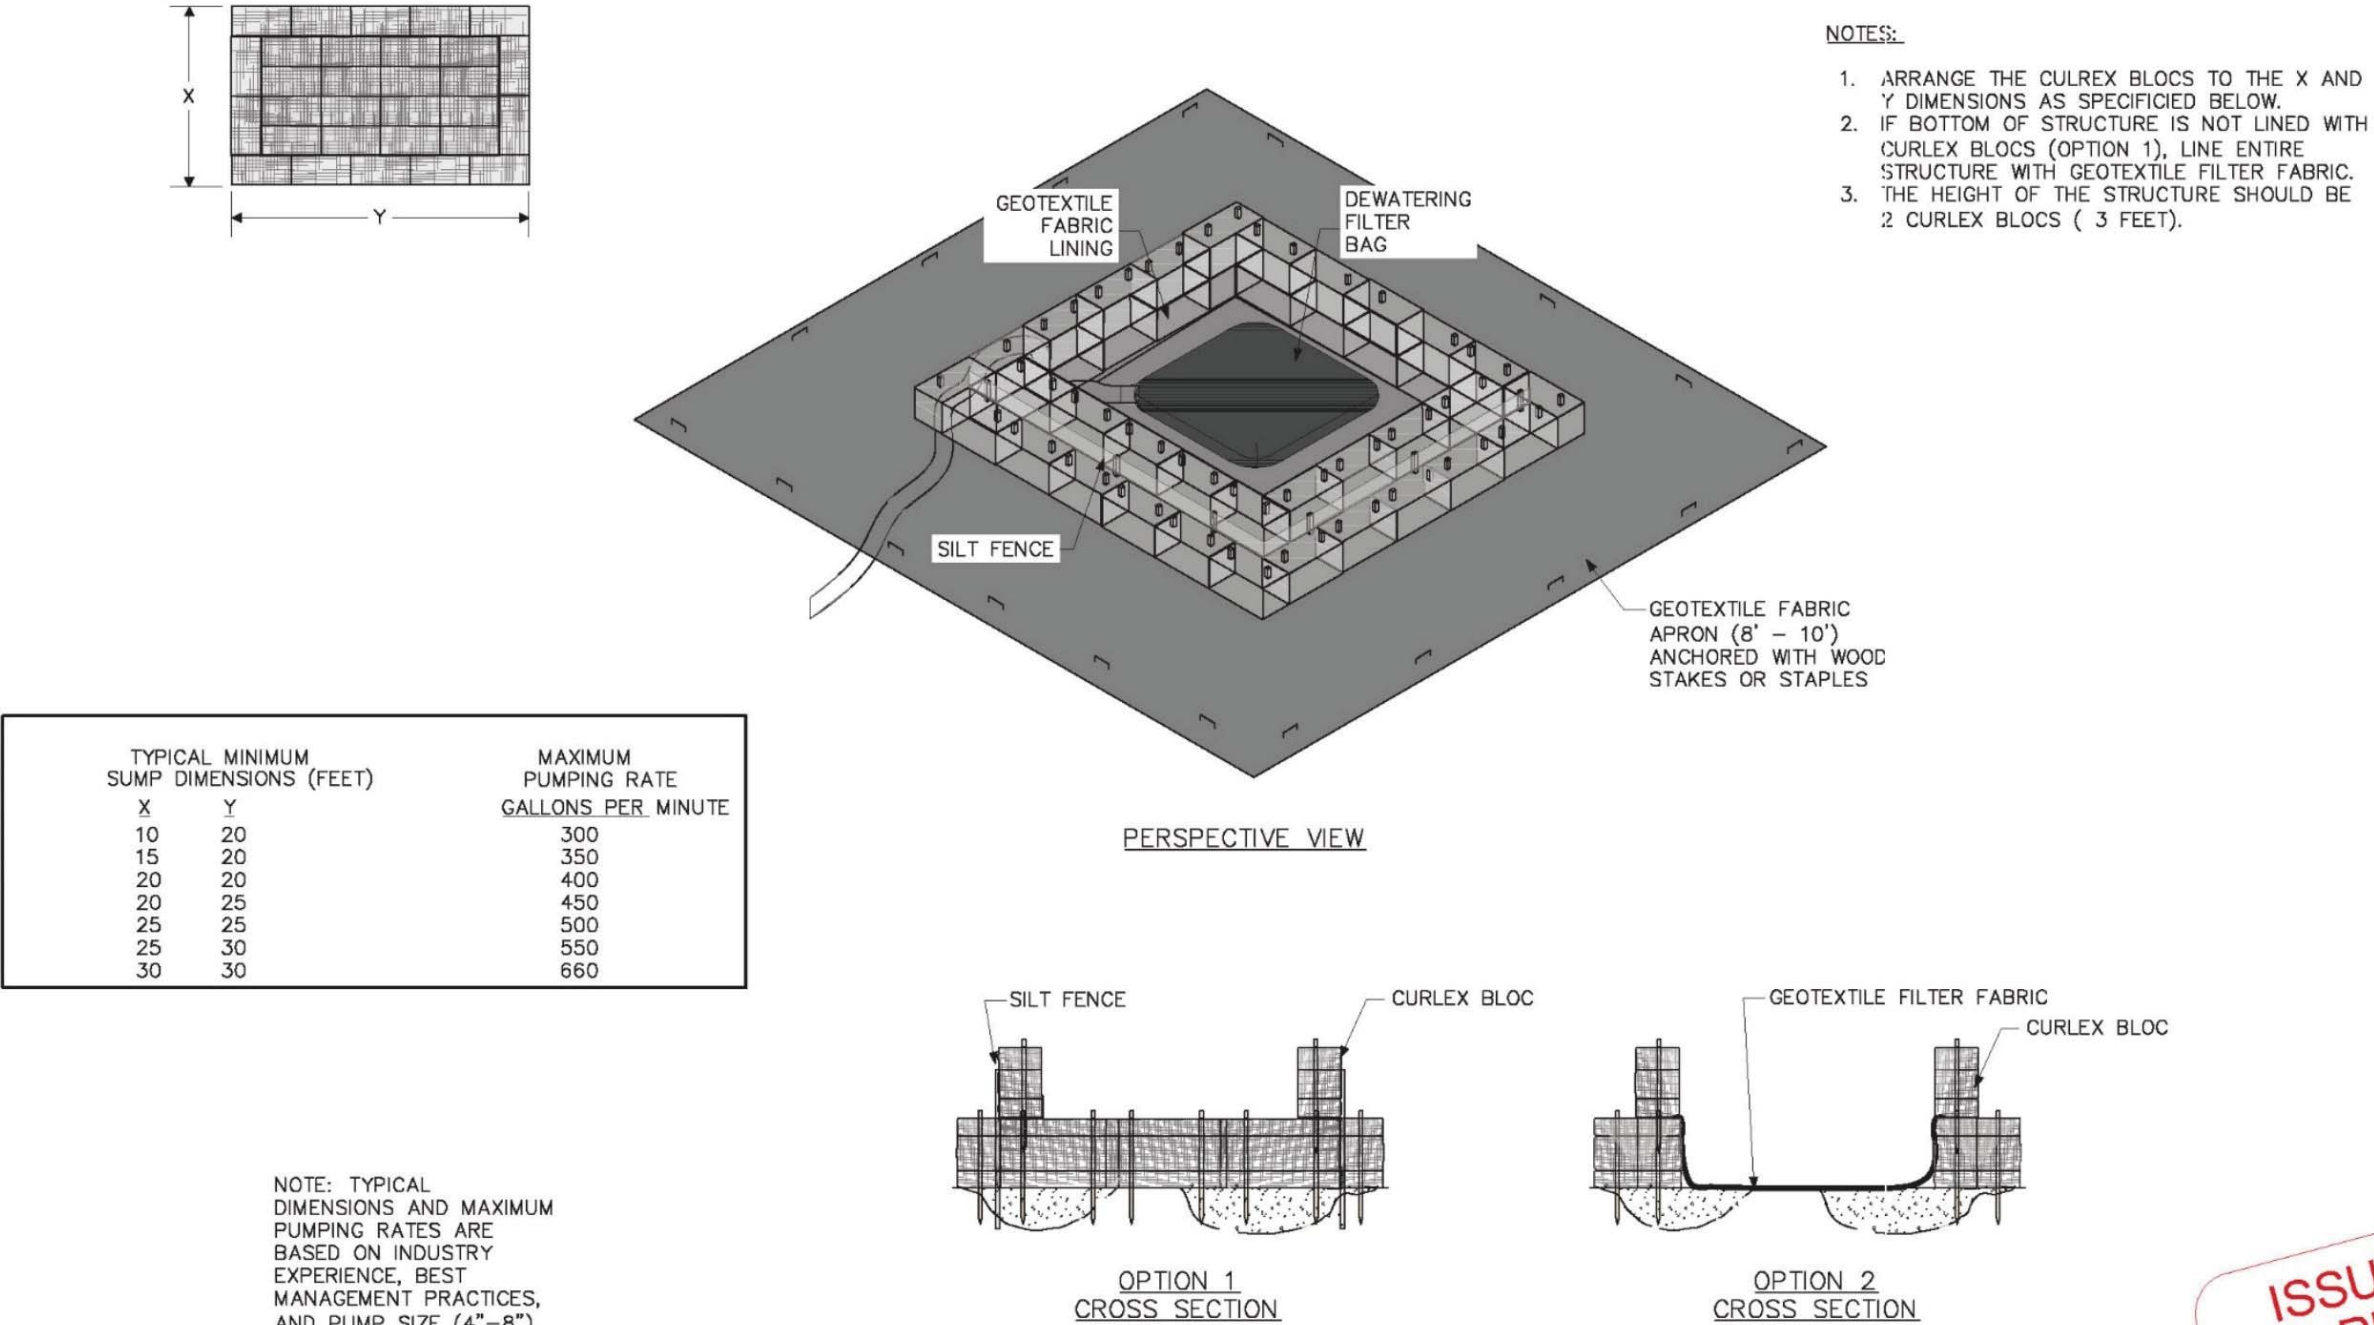 X
Y
NOTES:
1. ARRANGE THE CULREX BLOCS TO THE X AND
Y DIMENSIONS AS SPECIFICIED BELOW.
2. IF BOTTOM OF STRUCTURE IS NOT LINED WITH
CURLEX BLOCS (OPTION 1), LINE ENTIRE
STRUCTURE WITH GEOTEXTILE FILTER FABRIC.
3. THE HEIGHT OF THE STRUCTURE SHOULD BE
2 CURLEX BLOCS ( 3 FEET).
GEOTEXTILE
FABRIC
LINING
DEWATERING
FILTER
BAG
SILT FENCE
GEOTEXTILE FABRIC
APRON (8' – 10')
ANCHORED WITH WOOD
STAKES OR STAPLES
PERSPECTIVE VIEW
TYPICAL MINIMUM
SUMP DIMENSIONS (FEET)
MAXIMUM
PUMPING RATE
X Y GALLONS PER MINUTE
10 20 300
15 20 350
20 20 400
20 25 450
25 25 500
25 30 550
30 30 660
SILT FENCE
CURLEX BLOC
OPTION 1
CROSS SECTION
GEOTEXTILE FILTER FABRIC
CURLEX BLOC
OPTION 2
CROSS SECTION
NOTE: TYPICAL
DIMENSIONS AND MAXIMUM
PUMPING RATES ARE
BASED ON INDUSTRY
EXPERIENCE, BEST
MANAGEMENT PRACTICES,
AND PUMP SIZE (4"–8")
ISSU